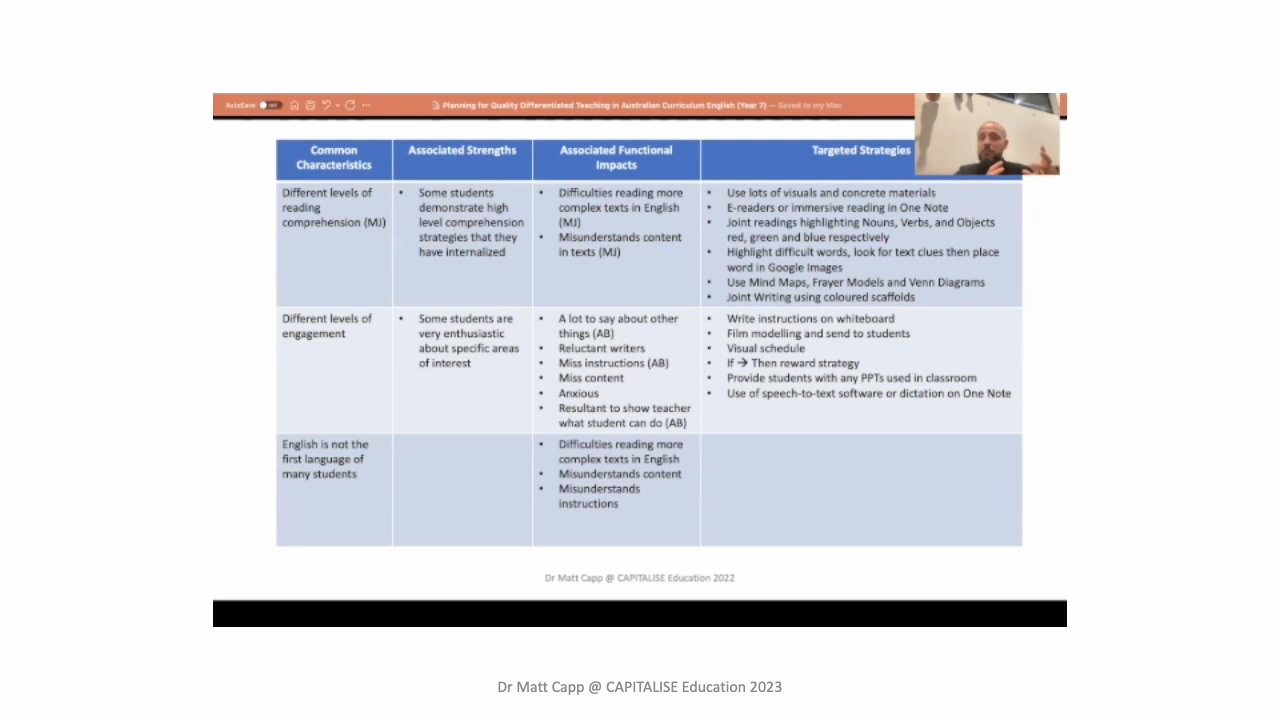 AutoSave OFF
Planning for Quality Differentiated Teaching in Australian Curriculum English (Year 7) — Saved to my Mac
Common
Characteristics
Associated Strengths
Associated Functional
Impacts
Targeted Strategies
Different levels of
reading
comprehension (MJ)
• Some students
demonstrate high
level comprehension
strategies that they
have internalized
• Difficulties reading more
complex texts in English
(MJ)
• Misunderstands content
in texts (MJ)
• Use lots of visuals and concrete materials
• E-readers or immersive reading in One Note
• Joint readings highlighting Nouns, Verbs, and Objects
red, green and blue respectively
• Highlight difficult words, look for text clues then place
word in Google Images
• Use Mind Maps, Frayer Models and Venn Diagrams
• Joint Writing using coloured scaffolds
Different levels of
engagement
• Some students are
very enthusiastic
about specific areas
of interest
• A lot to say about other
things (AB)
• Reluctant writers
• Miss instructions (AB)
• Miss content
• Anxious
• Resultant to show teacher
what student can do (AB)
• Write instructions on whiteboard
• Film modelling and send to students
• Visual schedule
• If → Then reward strategy
• Provide students with any PPTs used in classroom
• Use of speech-to-text software or dictation on One Note
English is not the
first language of
many students
• Difficulties reading more
complex texts in English
• Misunderstands content
• Misunderstands
instructions
Dr Matt Capp @ CAPITALISE Education 2022
Dr Matt Capp @ CAPITALISE Education 2023